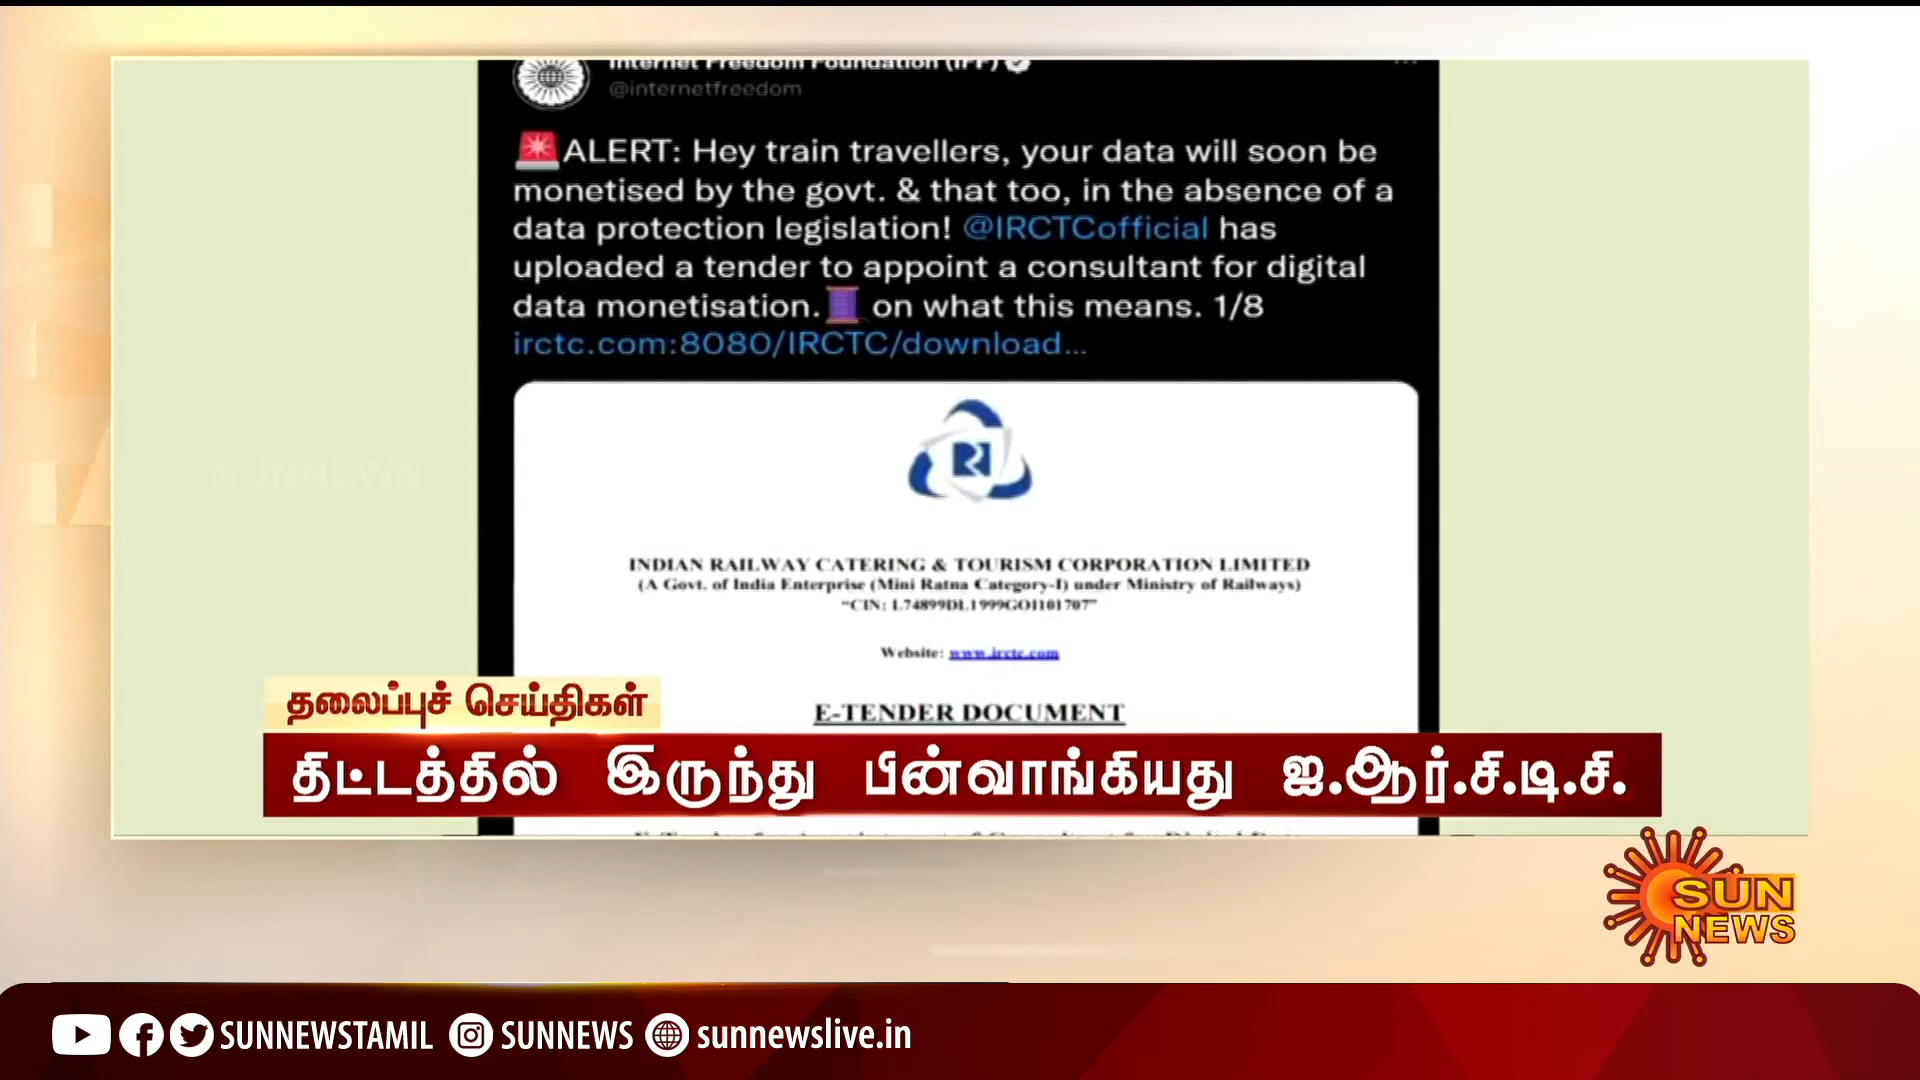 Internet Freedom Foundation (IFF)
@internetfreedom
ALERT: Hey train travellers, your data will soon be
monetised by the govt. & that too, in the absence of a
data protection legislation! @IRCTCofficial has
uploaded a tender to appoint a consultant for digital
data monetisation. on what this means. 1/8
irctc.com:8080/IRCTC/download...
SUNNEWS
INDIAN RAILWAY CATERING & TOURISM CORPORATION LIMITED
(A Govt. of India Enterprise (Mini Ratna Category-I) under Ministry of Railways)
"CIN: L74899DL1999GOI101707"
Website: www.irctc.com
E-TENDER DOCUMENT
தலைப்புச் செய்திகள்
திட்டத்தில் இருந்து பின்வாங்கியது ஐ.ஆர்.சி.டி.சி.
SUN
NEWS
SUNNEWSTAMIL SUNNEWS sunnewslive.in